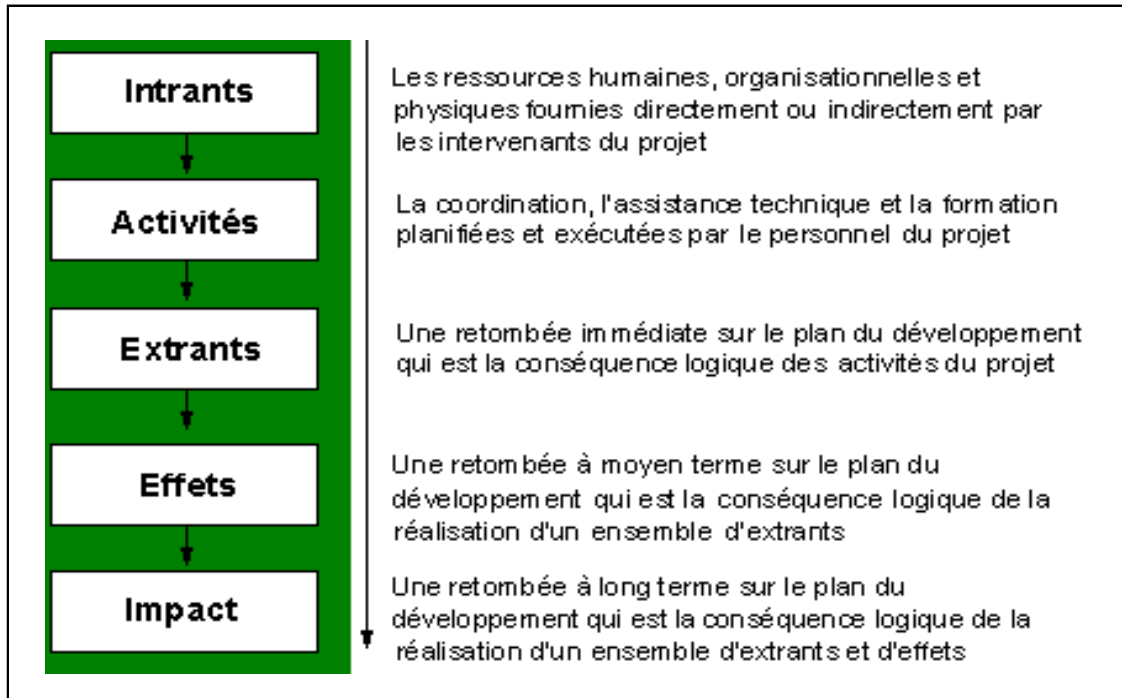 Intrants
Les ressources humaines, organisationnelles et
physiques fournies directement ou indirectement par
les intervenants du projet
Activités
La coordination, l'assistance technique et la formation
planifiées et exécutées par le personnel du projet
Extrants
Une retombée immédiate sur le plan du développement
qui est la conséquence logique des activités du projet
Effets
Une retombée à moyen terme sur le plan du
développement qui est la conséquence logique de la
réalisation d'un ensemble d'extrants
Impact
Une retombée à long terme sur le plan du
développement qui est la conséquence logique de la
réalisation d'un ensemble d'extrants et d'effets